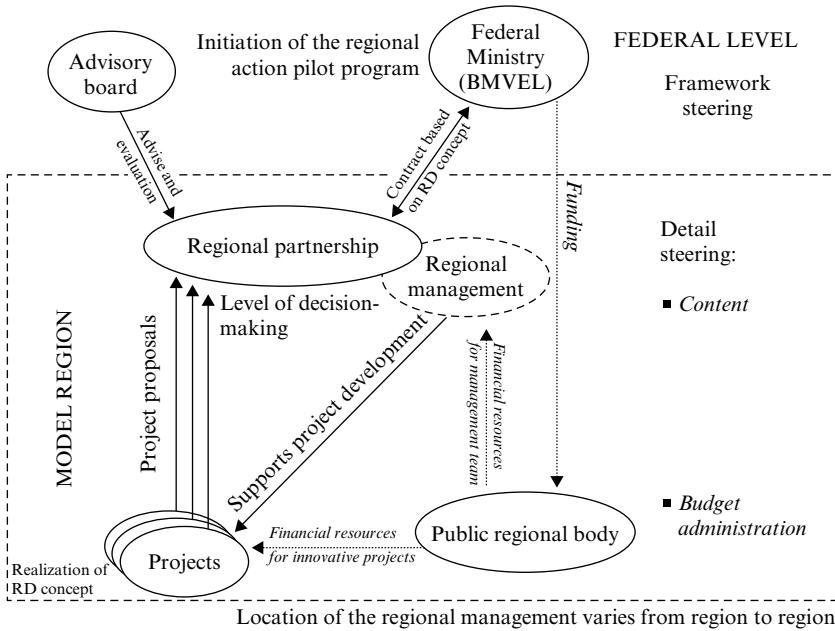 Advisory
board
Initiation of the regional
action pilot program
Federal
Ministry
(BMVEL)
FEDERAL LEVEL
Framework
steering
Advise and
evaluation
Contract based
on RD concept
Funding
Regional partnership
Regional
management
Detail
steering:
Level of decision-
making
▪ Content
MODEL REGION
Project proposals
Supports project development
Financial resources
for management team
Projects
Financial resources
for innovative projects
Public regional body
▪ Budget
administration
Realization of
RD concept
Location of the regional management varies from region to region